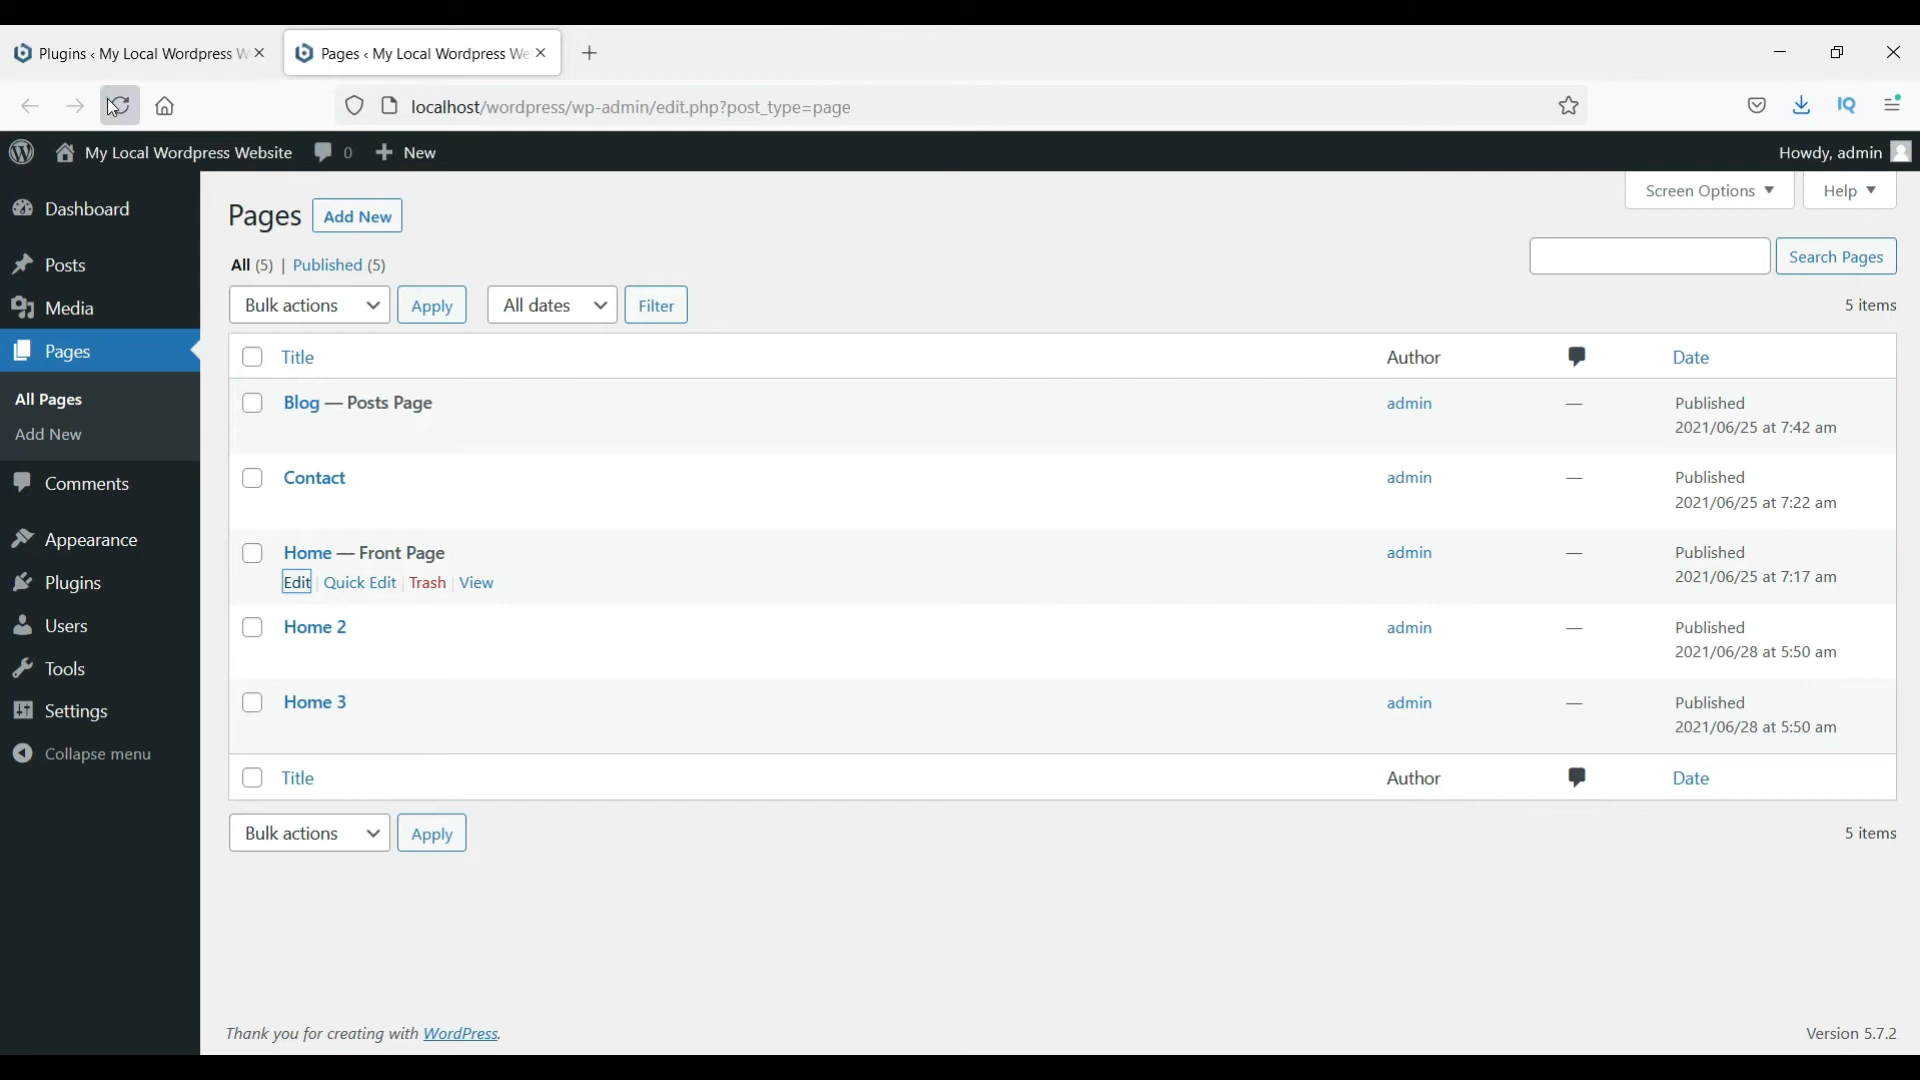 Plugins ‹ My Local Wordpress W
Pages ‹ My Local Wordpress We
localhost/wordpress/wp-admin/edit.php?post_type=page
IQ
My Local Wordpress Website 0 New
Howdy, admin
Dashboard
Posts
Media
Pages
All Pages
Add New
Comments
Appearance
Plugins
Users
Tools
Settings
Collapse menu
Screen Options Help
Pages Add New
All (5) | Published (5)
Search Pages
Bulk actions Apply All dates Filter
5 items
Title Author Date
Blog — Posts Page admin — Published
2021/06/25 at 7:42 am
Contact admin — Published
2021/06/25 at 7:22 am
Home — Front Page admin — Published
2021/06/25 at 7:17 am
Edit | Quick Edit | Trash | View
Home 2 admin — Published
2021/06/28 at 5:50 am
Home 3 admin — Published
2021/06/28 at 5:50 am
Title Author Date
Bulk actions Apply
5 items
Thank you for creating with WordPress.
Version 5.7.2